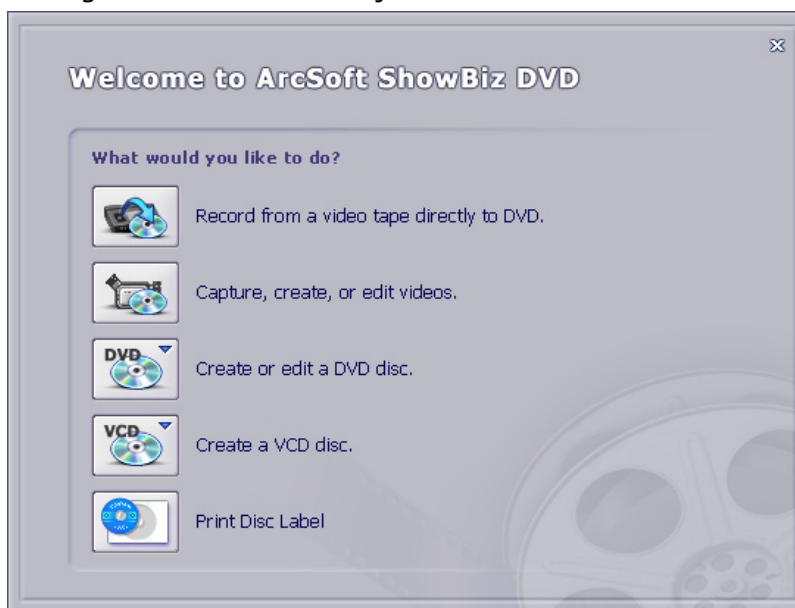 Welcome to ArcSoft ShowBiz DVD
What would you like to do?
Record from a video tape directly to DVD.
Capture, create, or edit videos.
DVD
Create or edit a DVD disc.
VCD
Create a VCD disc.
Print Disc Label